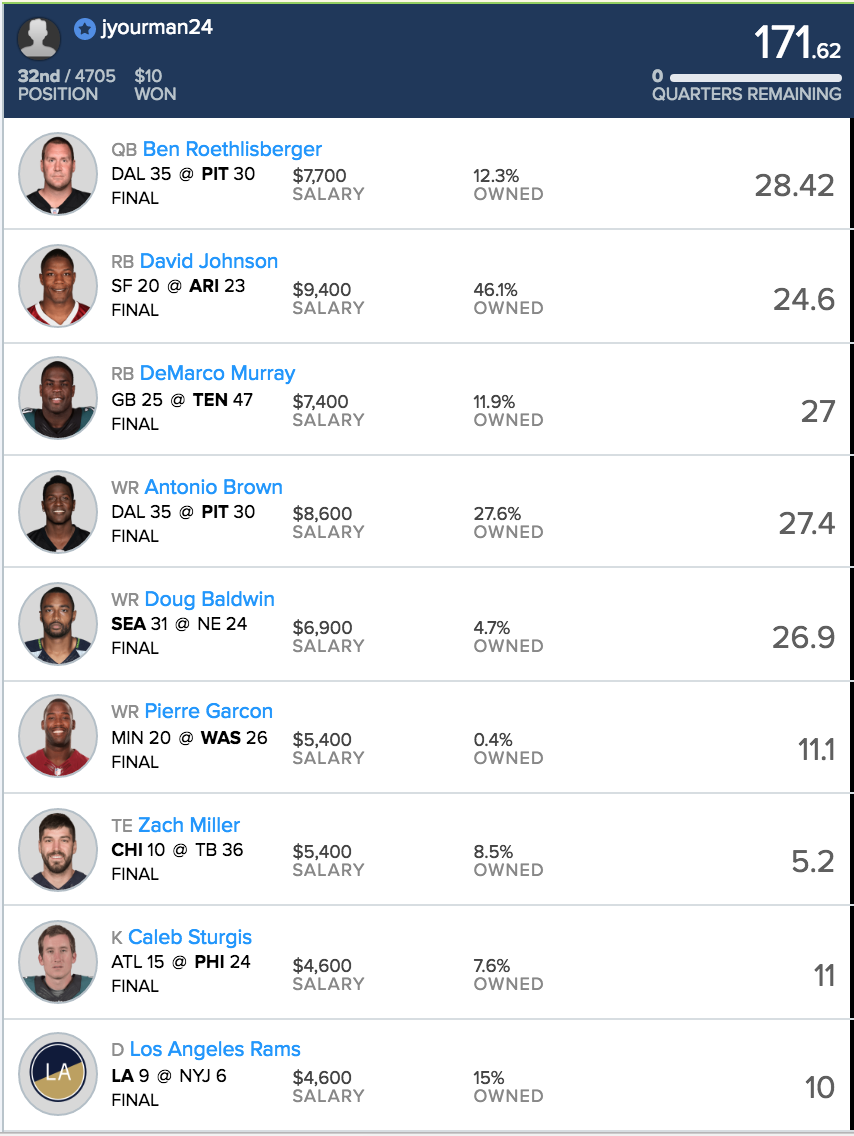 jyourman24
171.62
32nd / 4705 $10
POSITION WON
0
QUARTERS REMAINING
QB Ben Roethlisberger
DAL 35 @ PIT 30
FINAL
$7,700
SALARY
12.3%
OWNED
28.42
RB David Johnson
SF 20 @ ARI 23
FINAL
$9,400
SALARY
46.1%
OWNED
24.6
RB DeMarco Murray
GB 25 @ TEN 47
FINAL
$7,400
SALARY
11.9%
OWNED
27
WR Antonio Brown
DAL 35 @ PIT 30
FINAL
$8,600
SALARY
27.6%
OWNED
27.4
WR Doug Baldwin
SEA 31 @ NE 24
FINAL
$6,900
SALARY
4.7%
OWNED
26.9
WR Pierre Garcon
MIN 20 @ WAS 26
FINAL
$5,400
SALARY
0.4%
OWNED
11.1
TE Zach Miller
CHI 10 @ TB 36
FINAL
$5,400
SALARY
8.5%
OWNED
5.2
K Caleb Sturgis
ATL 15 @ PHI 24
FINAL
$4,600
SALARY
7.6%
OWNED
11
LA
D Los Angeles Rams
LA 9 @ NYJ 6
FINAL
$4,600
SALARY
15%
OWNED
10